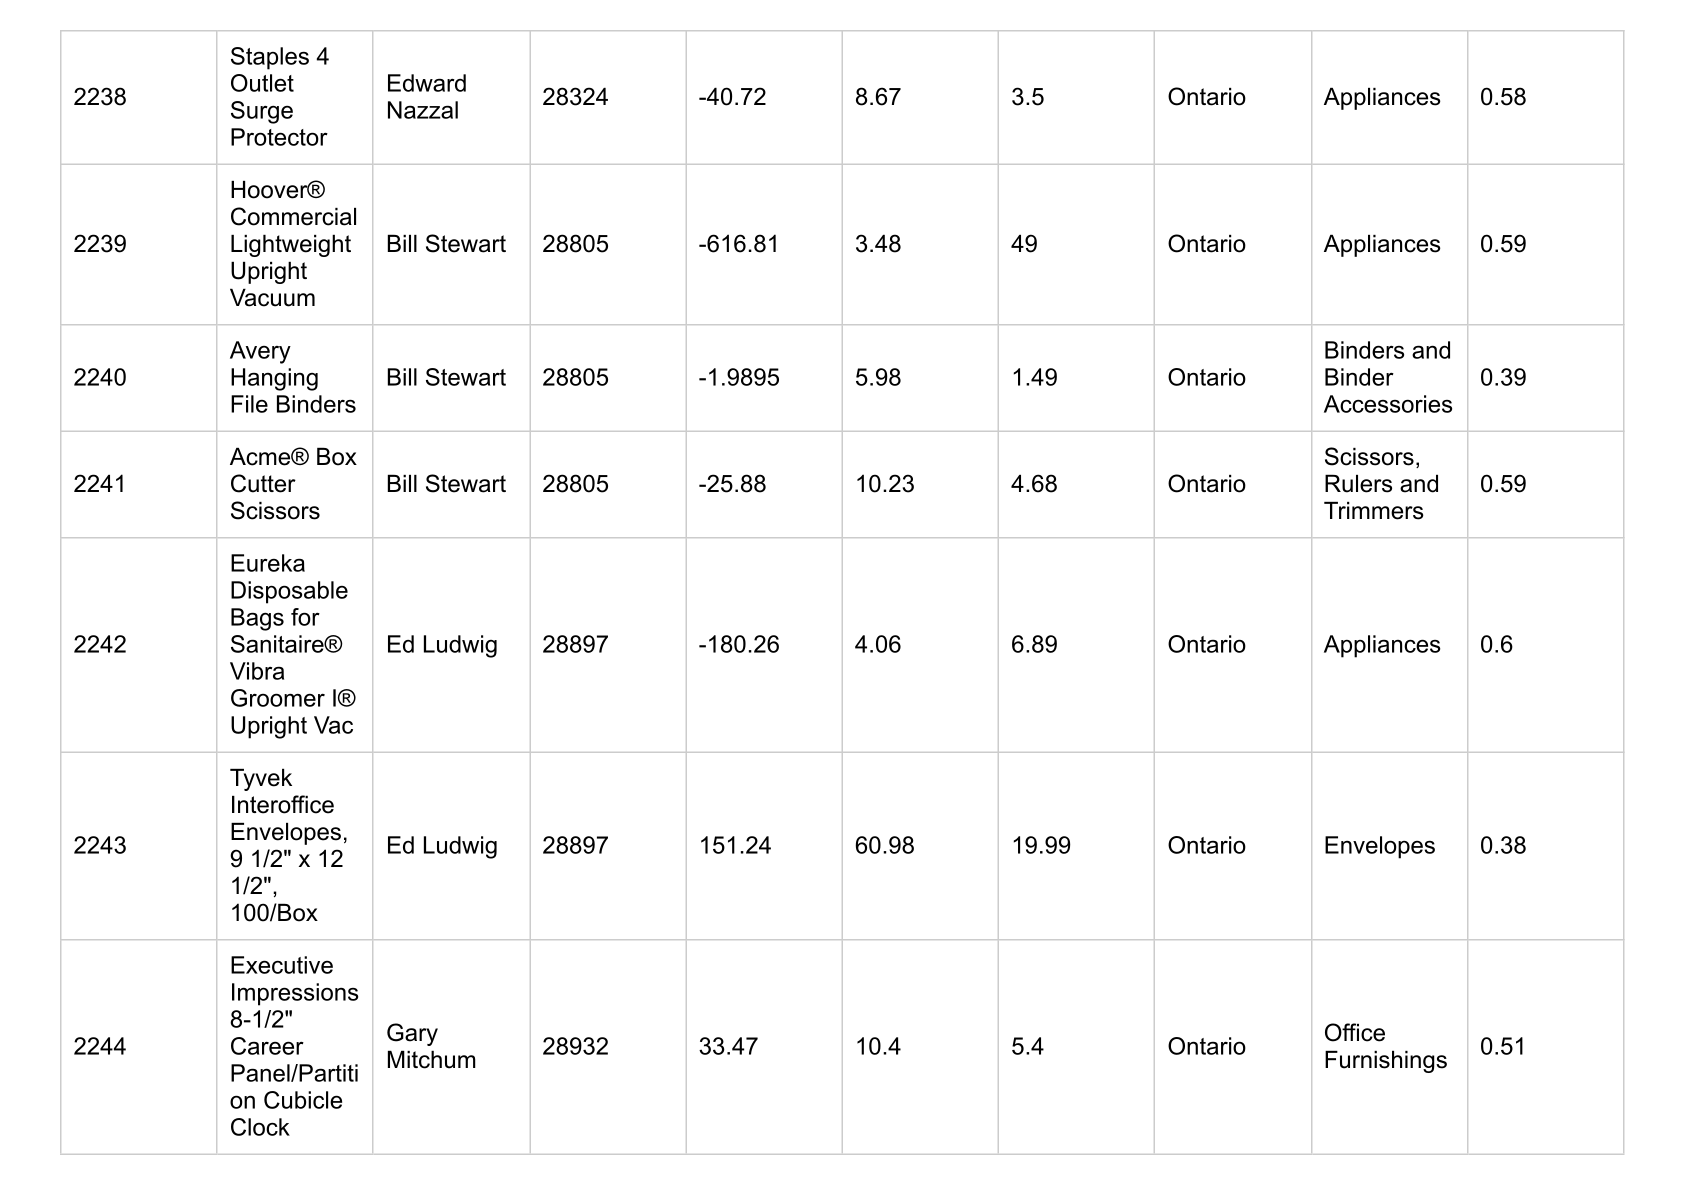 2238
Staples 4
Outlet
Surge
Protector
Edward
Nazzal
28324
-40.72
8.67
3.5
Ontario
Appliances
0.58
2239
Hoover®
Commercial
Lightweight
Upright
Vacuum
Bill Stewart
28805
-616.81
3.48
49
Ontario
Appliances
0.59
2240
Avery
Hanging
File Binders
Bill Stewart
28805
-1.9895
5.98
1.49
Ontario
Binders and
Binder
Accessories
0.39
2241
Acme® Box
Cutter
Scissors
Bill Stewart
28805
-25.88
10.23
4.68
Ontario
Scissors,
Rulers and
Trimmers
0.59
2242
Eureka
Disposable
Bags for
Sanitaire®
Vibra
Groomer I®
Upright Vac
Ed Ludwig
28897
-180.26
4.06
6.89
Ontario
Appliances
0.6
2243
Tyvek
Interoffice
Envelopes,
9 1/2" x 12
1/2",
100/Box
Ed Ludwig
28897
151.24
60.98
19.99
Ontario
Envelopes
0.38
2244
Executive
Impressions
8-1/2"
Career
Panel/Partiti
on Cubicle
Clock
Gary
Mitchum
28932
33.47
10.4
5.4
Ontario
Office
Furnishings
0.51